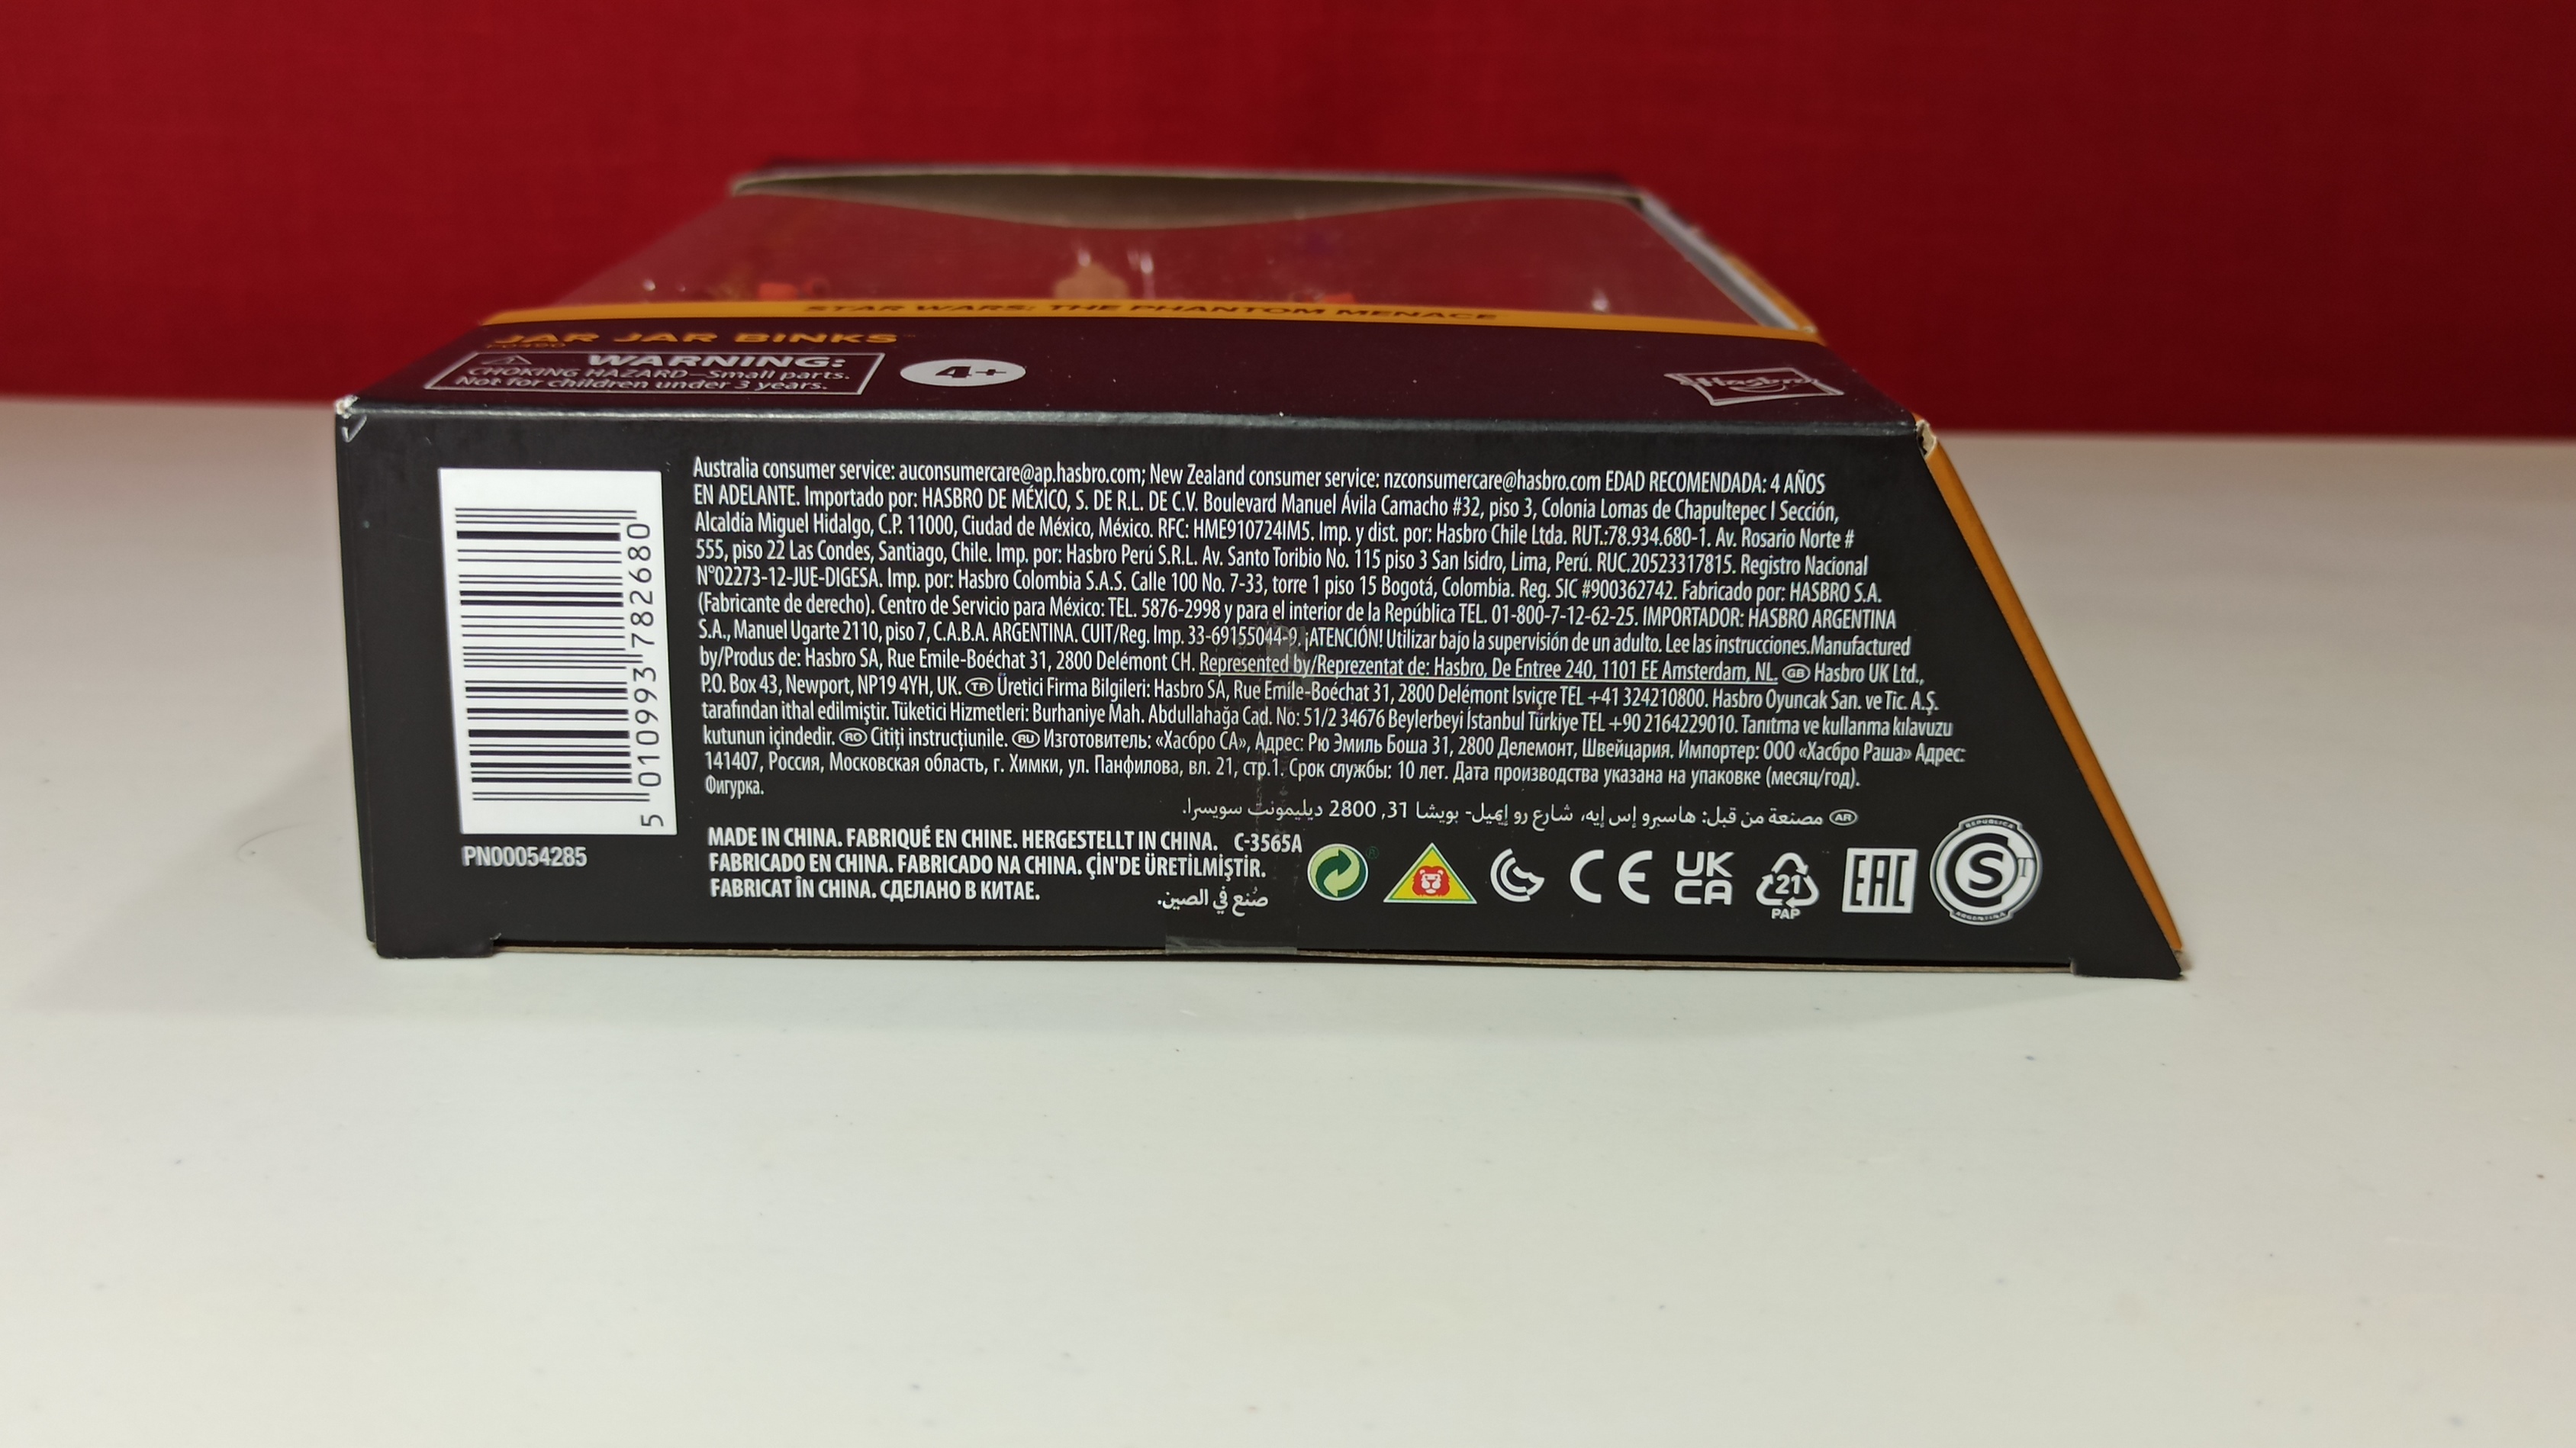 STAR WARS: THE PHANTOM MENACE
JAR JAR BINKS™
WARNING:
CHOKING HAZARD—Small parts.
Not for children under 3 years.
4+
Hasbro
Australia consumer service: auconsumercare@ap.hasbro.com; New Zealand consumer service: nzconsumercare@hasbro.com EDAD RECOMENDADA: 4 AÑOS
EN ADELANTE. Importado por: HASBRO DE MÉXICO, S. DE R.L. DE C.V. Boulevard Manuel Ávila Camacho #32, piso 3, Colonia Lomas de Chapultepec I Sección,
Alcaldía Miguel Hidalgo, C.P. 11000, Ciudad de México, México. RFC: HME910724IM5. Imp. y dist. por: Hasbro Chile Ltda. RUT.:78.934.680-1. Av. Rosario Norte #
555, piso 22 Las Condes, Santiago, Chile. Imp. por: Hasbro Perú S.R.L. Av. Santo Toribio No. 115 piso 3 San Isidro, Lima, Perú. RUC.20523317815. Registro Nacional
N°02273-12-JUE-DIGESA. Imp. por: Hasbro Colombia S.A.S. Calle 100 No. 7-33, torre 1 piso 15 Bogotá, Colombia. Reg. SIC #900362742. Fabricado por: HASBRO S.A.
(Fabricante de derecho). Centro de Servicio para México: TEL. 5876-2998 y para el interior de la República TEL. 01-800-7-12-62-25. IMPORTADOR: HASBRO ARGENTINA
S.A., Manuel Ugarte 2110, piso 7, C.A.B.A. ARGENTINA. CUIT/Reg. Imp. 33-69155044-9. ¡ATENCIÓN! Utilizar bajo la supervisión de un adulto. Lee las instrucciones.Manufactured
by/Produs de: Hasbro SA, Rue Emile-Boéchat 31, 2800 Delémont CH. Represented by/Reprezentat de: Hasbro, De Entree 240, 1101 EE Amsterdam, NL. GB Hasbro UK Ltd.,
P.O. Box 43, Newport, NP19 4YH, UK. TR Üretici Firma Bilgileri: Hasbro SA, Rue Emile-Boéchat 31, 2800 Delémont Isviçre TEL +41 324210800. Hasbro Oyuncak San. ve Tic. A.Ş.
tarafından ithal edilmiştir. Tüketici Hizmetleri: Burhaniye Mah. Abdullahağa Cad. No: 51/2 34676 Beylerbeyi İstanbul Türkiye TEL +90 2164229010. Tanıtma ve kullanma kılavuzu
kutunun içindedir. RO Citiți instrucțiunile. RU Изготовитель: «Хасбро СА», Адрес: Рю Эмиль Боша 31, 2800 Делемонт, Швейцария. Импортер: ООО «Хасбро Раша» Адрес:
141407, Россия, Московская область, г. Химки, ул. Панфилова, вл. 21, стр.1. Срок службы: 10 лет. Дата производства указана на упаковке (месяц/год).
Фигурка.
AR مصنعة من قبل: هاسبرو إس إيه، شارع رو إيميل- بويشا 31, 2800 ديليمونت سويسرا.
MADE IN CHINA. FABRIQUÉ EN CHINE. HERGESTELLT IN CHINA. C-3565A
FABRICADO EN CHINA. FABRICADO NA CHINA. ÇİN'DE ÜRETİLMİŞTİR.
FABRICAT ÎN CHINA. СДЕЛАНО В КИТАЕ.
صُنع في الصين.
5 010993 782680
PN00054285
CE
UK
CA
21
PAP
EAC
REPUBLICA
S
ARGENTINA